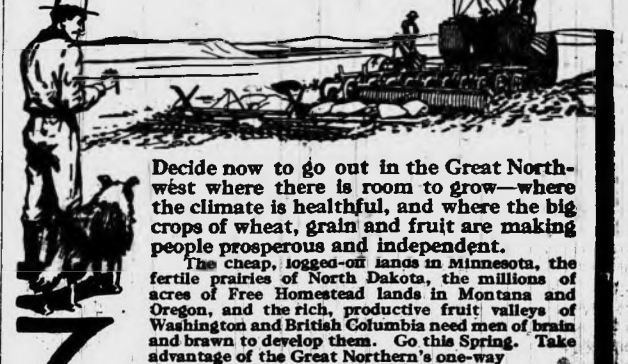 Decide now to go out in the Great North-
west where there is room to grow—where
the climate is healthful, and where the big
crops of wheat, grain and fruit are making
people prosperous and independent.
The cheap, logged-off lands in Minnesota, the
fertile prairies of North Dakota, the millions of
acres of Free Homestead lands in Montana and
Oregon, and the rich, productive fruit valleys of
Washington and British Columbia need men of brain
and brawn to develop them. Go this Spring. Take
advantage of the Great Northern's one-way